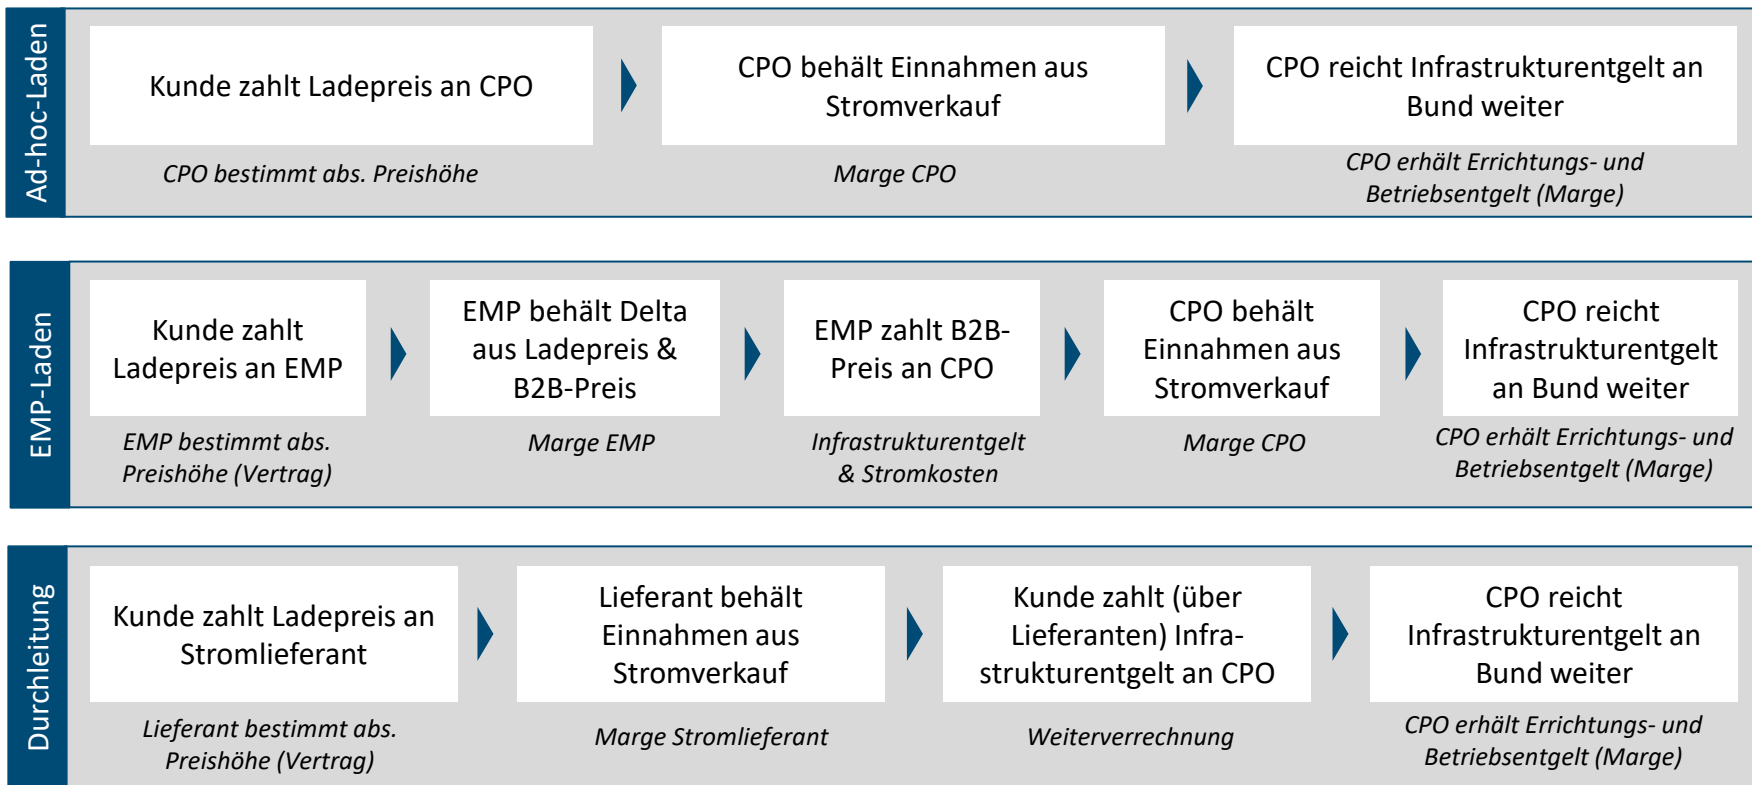 Ad-hoc-Laden
Kunde zahlt Ladepreis an CPO
CPO bestimmt abs. Preishöhe
CPO behält Einnahmen aus
Stromverkauf
Marge CPO
CPO reicht Infrastrukturentgelt an
Bund weiter
CPO erhält Errichtungs- und
Betriebsentgelt (Marge)
EMP-Laden
Kunde zahlt
Ladepreis an EMP
EMP bestimmt abs.
Preishöhe (Vertrag)
EMP behält Delta
aus Ladepreis &
B2B-Preis
Marge EMP
EMP zahlt B2B-
Preis an CPO
Infrastrukturentgelt
& Stromkosten
CPO behält
Einnahmen aus
Stromverkauf
Marge CPO
CPO reicht
Infrastrukturentgelt
an Bund weiter
CPO erhält Errichtungs- und
Betriebsentgelt (Marge)
Durchleitung
Kunde zahlt Ladepreis an
Stromlieferant
Lieferant bestimmt abs.
Preishöhe (Vertrag)
Lieferant behält
Einnahmen aus
Stromverkauf
Marge Stromlieferant
Kunde zahlt (über
Lieferanten) Infra-
strukturentgelt an CPO
Weiterverrechnung
CPO reicht
Infrastrukturentgelt an
Bund weiter
CPO erhält Errichtungs- und
Betriebsentgelt (Marge)